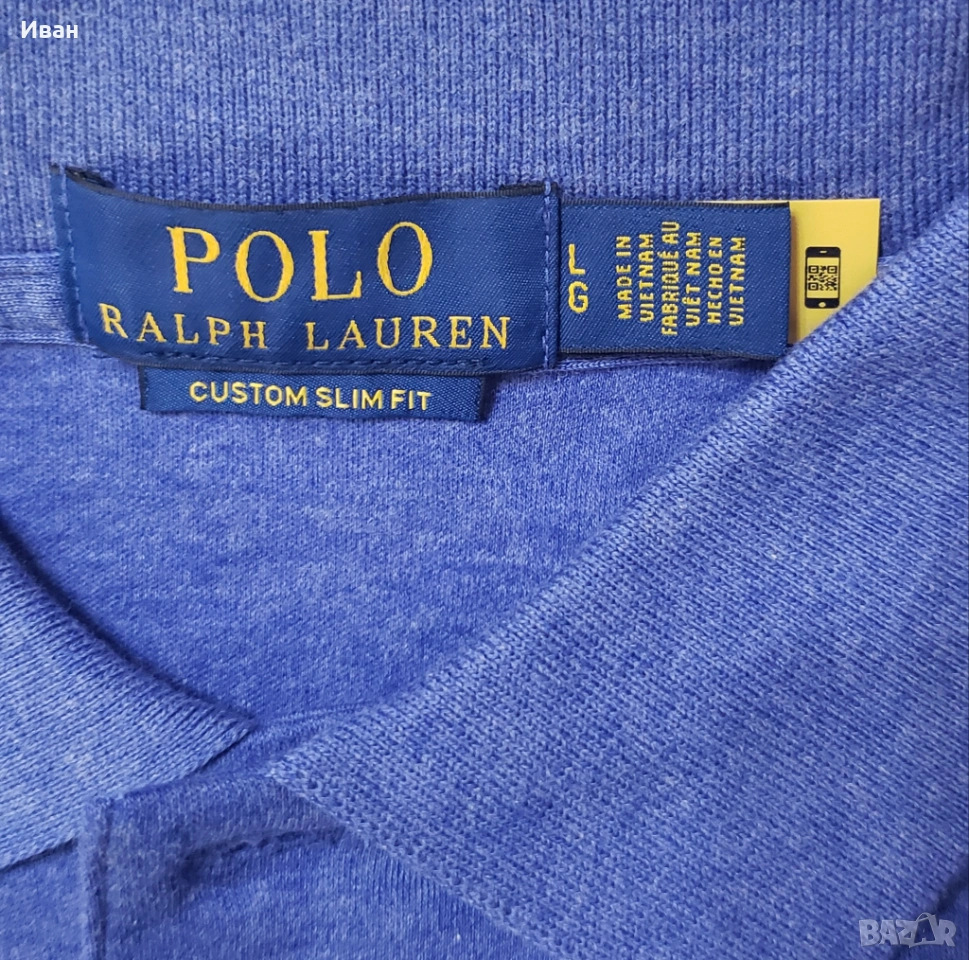 Иван
POLO
RALPH LAUREN
CUSTOM SLIM FIT
L
G
MADE IN
VIETNAM
FABRIQUÉ AU
VIÊT NAM
HECHO EN
VIETNAM
BAZAR